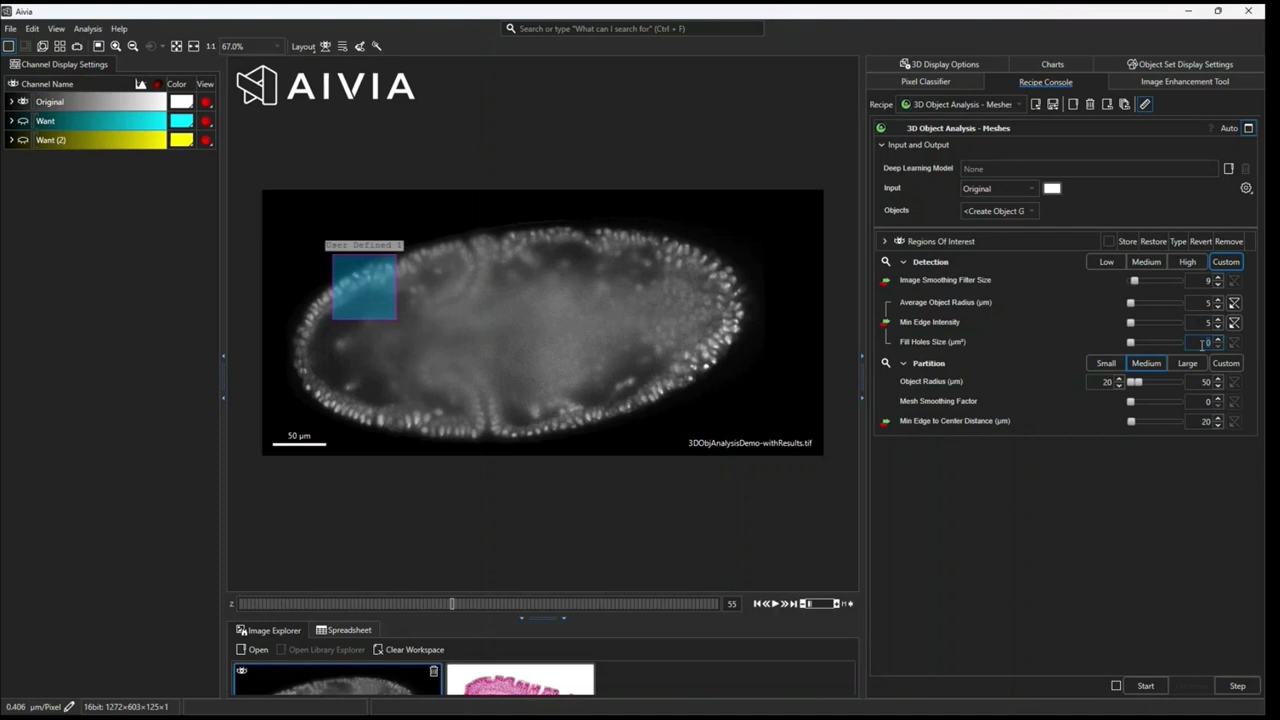 Aivia
File Edit View Analysis Help
Search or type "What can I search for" (Ctrl + F)
1:1 67.0% Layout
Channel Display Settings
Channel Name Color View
Original
Want
Want (2)
AIVIA
User Defined 1
50 µm
3DObjAnalysisDemo-withResults.tif
Z 55
Image Explorer Spreadsheet
Open Open Library Explorer Clear Workspace
0.406 µm/Pixel 16bit: 1272×603×125×1
3D Display Options Charts Object Set Display Settings
Pixel Classifier Recipe Console Image Enhancement Tool
Recipe 3D Object Analysis - Meshes
3D Object Analysis - Meshes ? Auto
Input and Output
Deep Learning Model None
Input Original
Objects <Create Object G
Regions Of Interest Store Restore Type Revert Remove
Detection Low Medium High Custom
Image Smoothing Filter Size 9
Average Object Radius (µm) 5
Min Edge Intensity 5
Fill Holes Size (µm²) 0
Partition Small Medium Large Custom
Object Radius (µm) 20 50
Mesh Smoothing Factor 0
Min Edge to Center Distance (µm) 20
Start Step